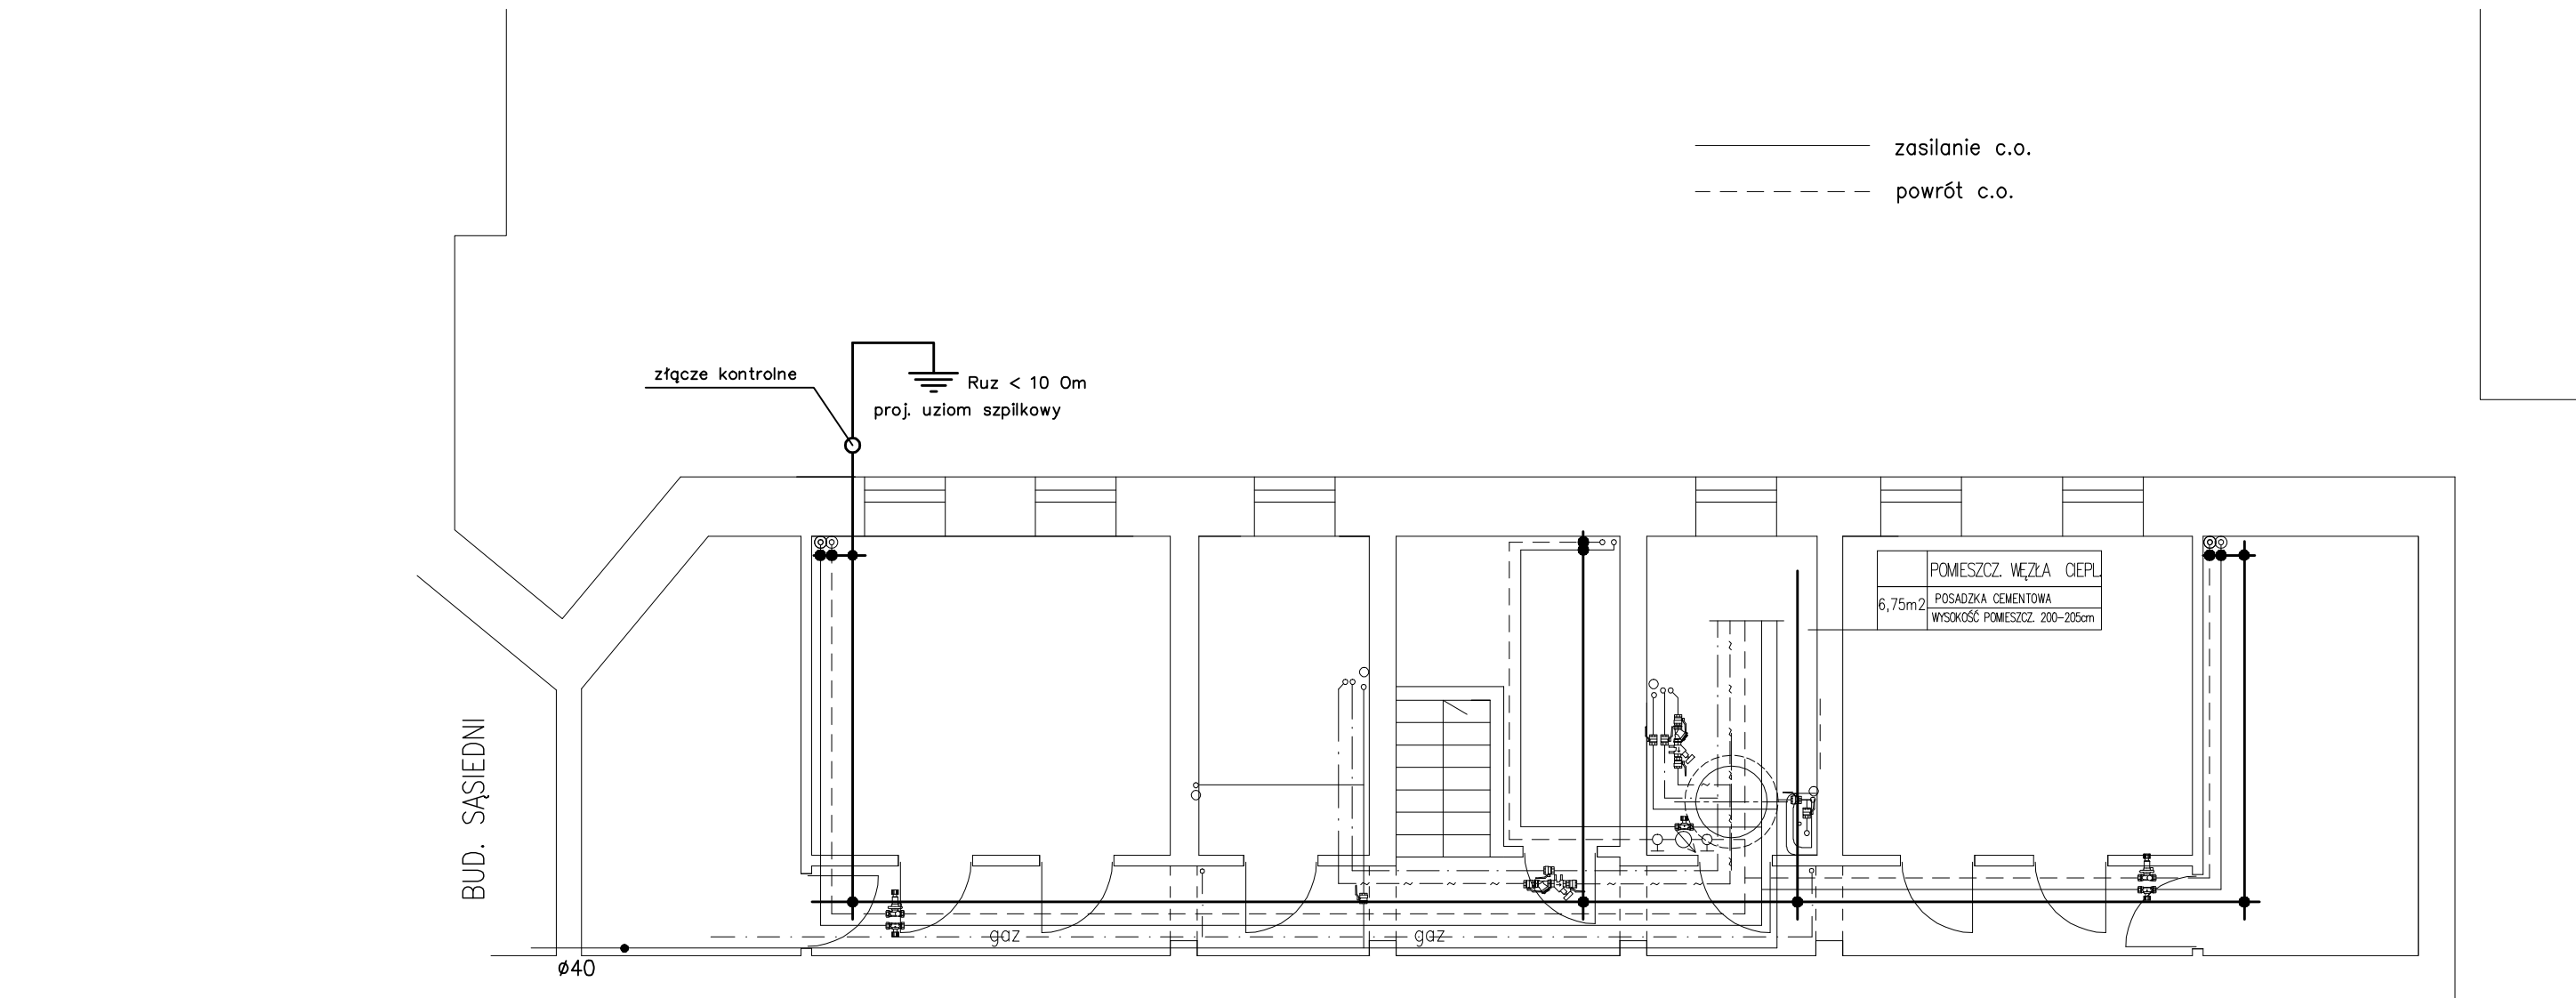 zasilanie c.o.
powrót c.o.
złącze kontrolne
Ruz < 10 Om
proj. uziom szpilkowy
POMIESZCZ. WĘZŁA CIEPL.
6,75m2
POSADZKA CEMENTOWA
WYSOKOŚĆ POMIESZCZ. 200-205cm
BUD. SĄSIEDNI
gaz
gaz
ø40